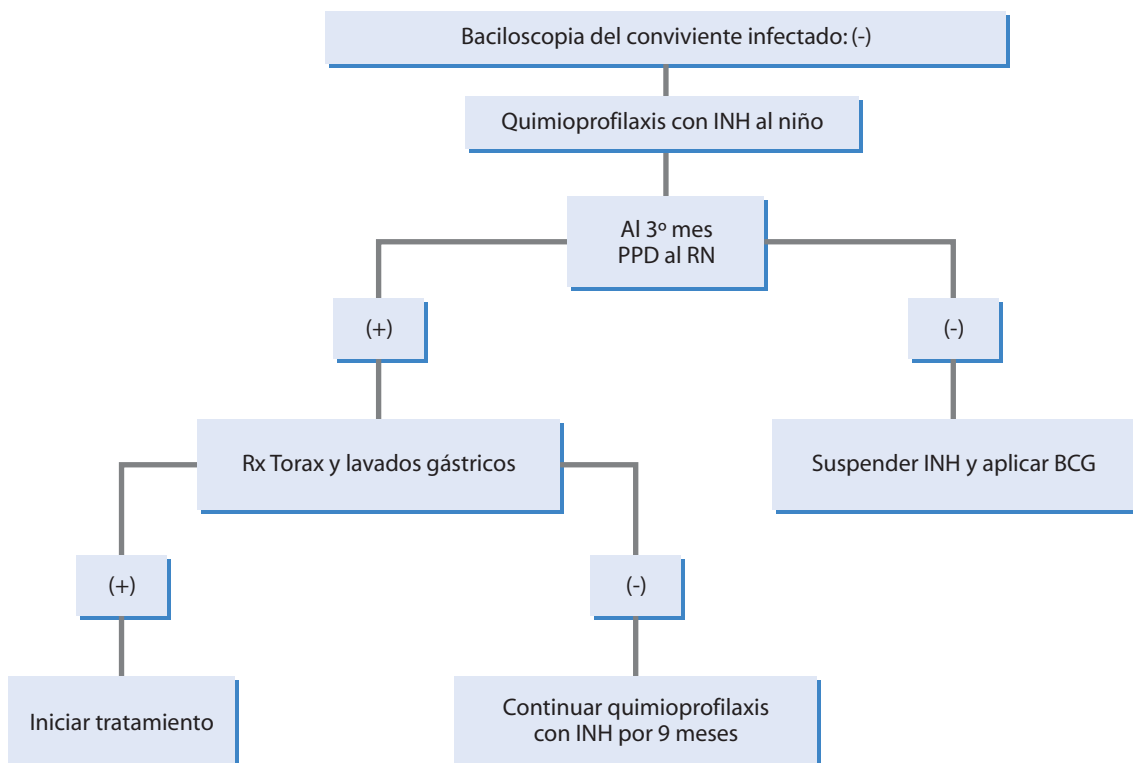 Baciloscopia del conviviente infectado: (-)
Quimioprofilaxis con INH al niño
Al 3º mes
PPD al RN
(+)
(-)
Rx Torax y lavados gástricos
Suspender INH y aplicar BCG
(+)
(-)
Iniciar tratamiento
Continuar quimioprofilaxis
con INH por 9 meses